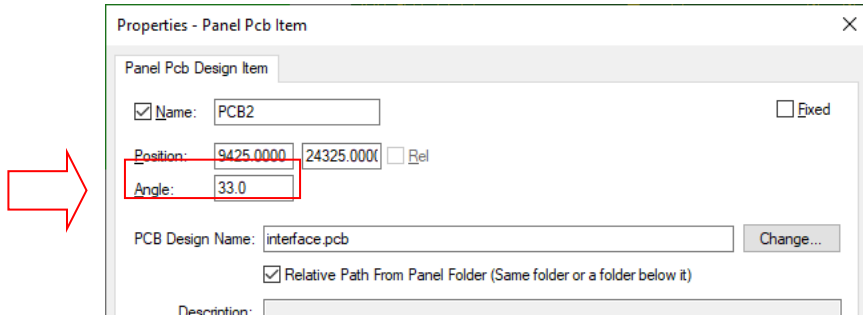 Properties - Panel Pcb Item
Panel Pcb Design Item
Name: PCB2 Fixed
Position: 9425.0000 24325.000( Rel
Angle: 33.0
PCB Design Name: interface.pcb Change...
Relative Path From Panel Folder (Same folder or a folder below it)
Description: